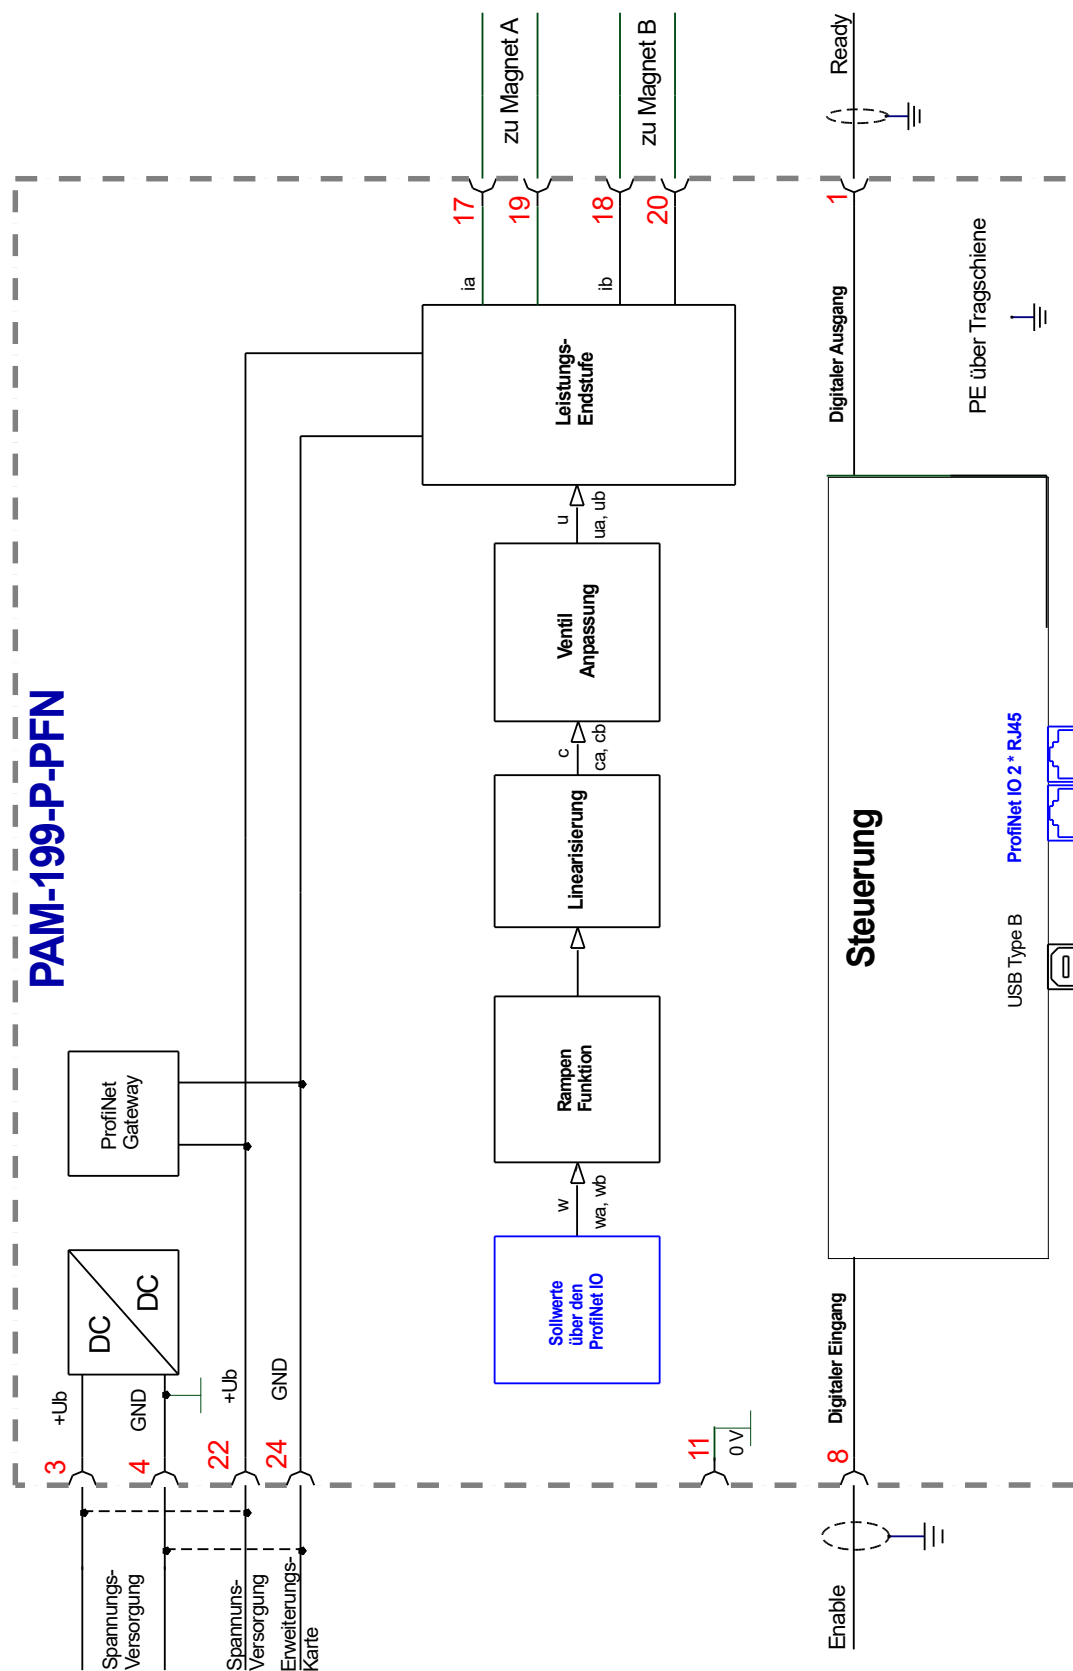 PAM-199-P-PFN
Spannungs-
Versorgung
3
+Ub
4
GND
DC
DC
ProfiNet
Gateway
Spannuns-
Versorgung
22
+Ub
Erweiterungs-
Karte
24
GND
Sollwerte
über den
ProfiNet IO
w
wa, wb
Rampen
Funktion
Linearisierung
c
ca, cb
Ventil
Anpassung
u
ua, ub
Leistungs-
Endstufe
ia
17
19
zu Magnet A
ib
18
20
zu Magnet B
11
0 V
Enable
8
Digitaler Eingang
Steuerung
USB Type B
ProfiNet IO 2 * RJ45
Digitaler Ausgang
1
Ready
PE über Tragschiene